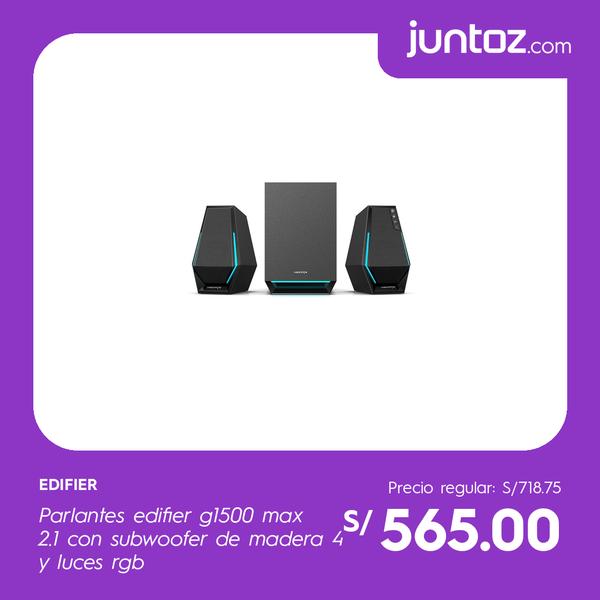 juntoz.com
EDIFIER
Parlantes edifier g1500 max
2.1 con subwoofer de madera 4
y luces rgb
Precio regular: S/718.75
S/ 565.00